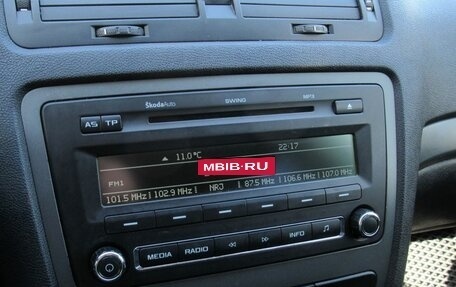 ŠkodaAuto SWING MP3
AS TP
11.0°C 22:17
MBIB·RU
FM1
101.5 MHz 102.9 MHz NRJ 87.5 MHz 106.6 MHz 107.0 MHz
MEDIA RADIO << >> INFO